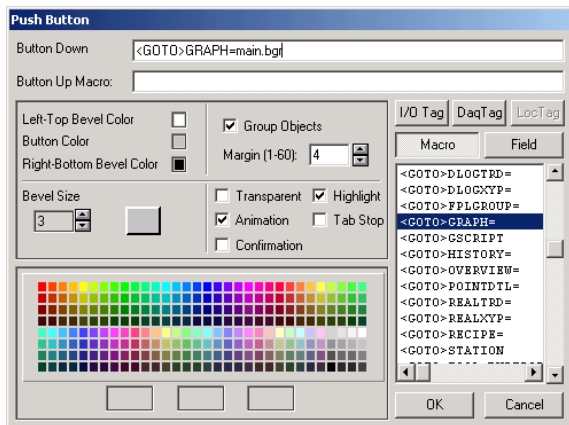 Push Button
Button Down
<GOTO>GRAPH=main.bgr
Button Up Macro:
Left-Top Bevel Color
Button Color
Right-Bottom Bevel Color
Group Objects
Margin (1-60): 4
Bevel Size
3
Transparent Highlight
Animation Tab Stop
Confirmation
I/O Tag DaqTag LocTag
Macro Field
<GOTO>DLOGTRD=
<GOTO>DLOGXYP=
<GOTO>FPLGROUP=
<GOTO>GRAPH=
<GOTO>GSCRIPT
<GOTO>HISTORY=
<GOTO>OVERVIEW=
<GOTO>POINTDTL=
<GOTO>REALTRD=
<GOTO>REALXYP=
<GOTO>RECIPE=
<GOTO>STATION
OK Cancel